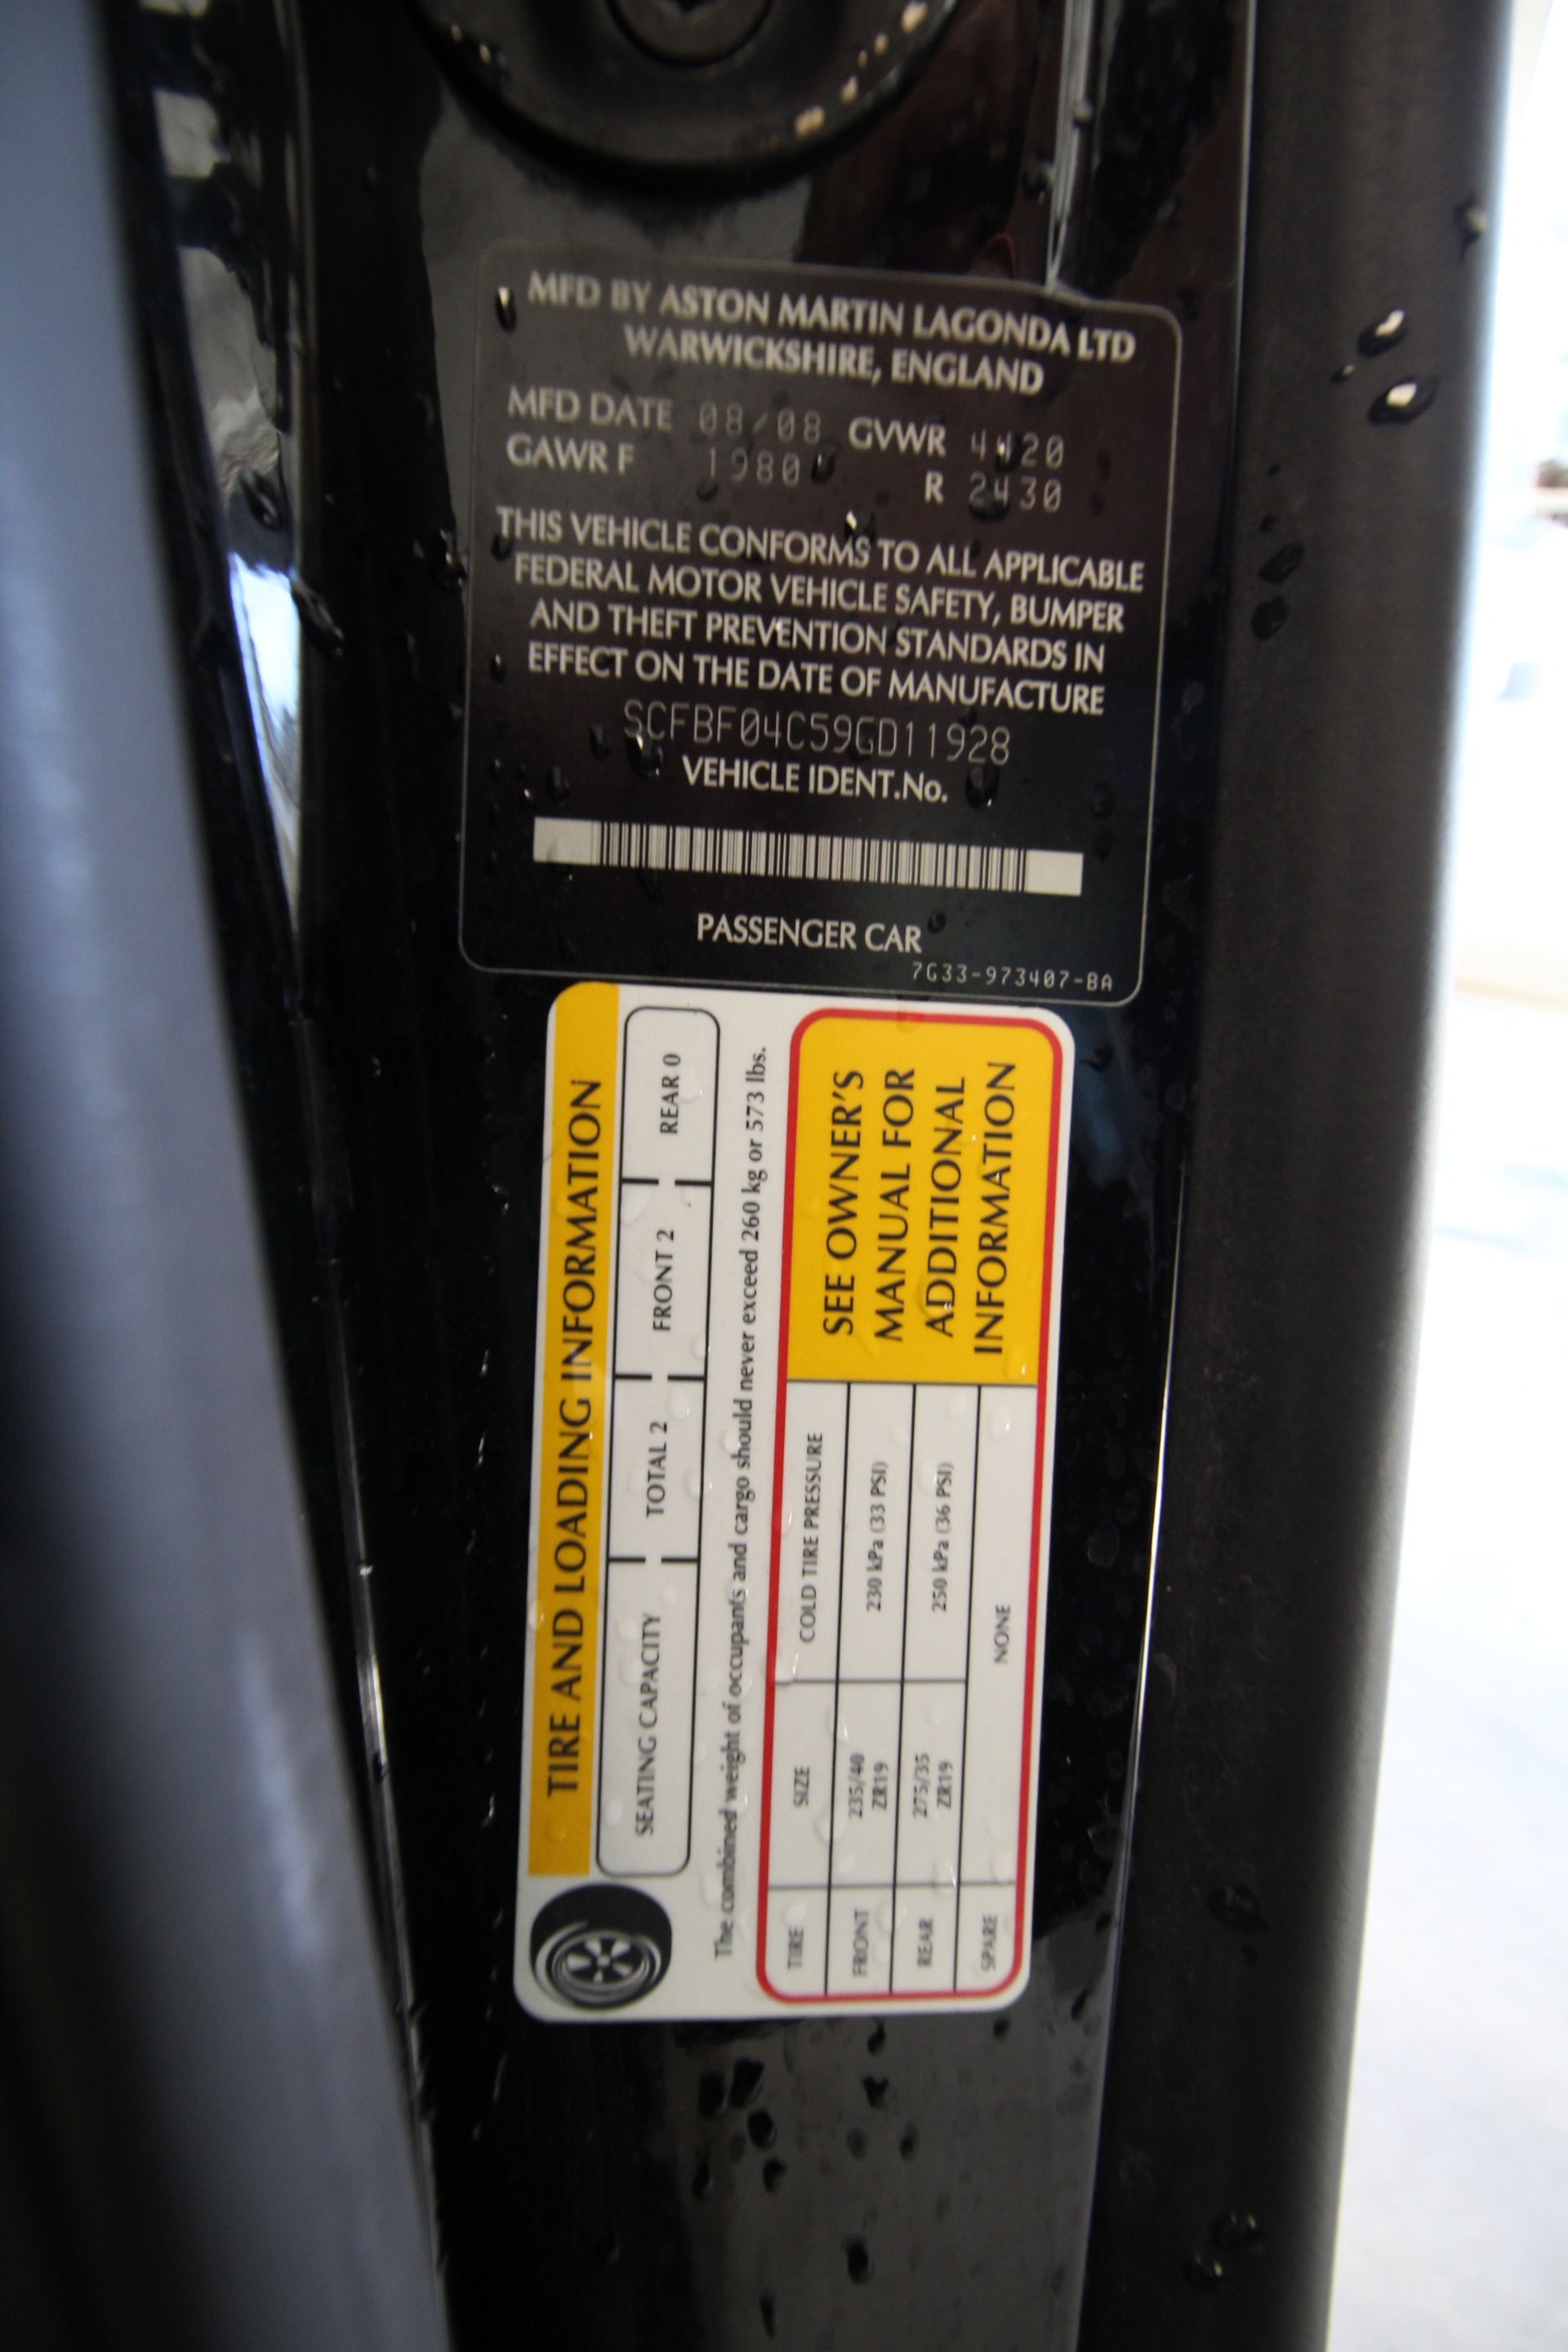 MFD BY ASTON MARTIN LAGONDA LTD
WARWICKSHIRE, ENGLAND
MFD DATE 08/08 GVWR 4420
GAWR F 1980 R 2430
THIS VEHICLE CONFORMS TO ALL APPLICABLE
FEDERAL MOTOR VEHICLE SAFETY, BUMPER
AND THEFT PREVENTION STANDARDS IN
EFFECT ON THE DATE OF MANUFACTURE
SCFBF04C59GD11928
VEHICLE IDENT.No.
PASSENGER CAR
7G33-973407-BA
TIRE AND LOADING INFORMATION
SEATING CAPACITY TOTAL 2 FRONT 2 REAR 0
The combined weight of occupants and cargo should never exceed 260 kg or 573 lbs.
TIRE SIZE COLD TIRE PRESSURE
FRONT 235/40 ZR19 230 kPa (33 PSI)
REAR 275/35 ZR19 250 kPa (36 PSI)
SPARE NONE
SEE OWNER'S
MANUAL FOR
ADDITIONAL
INFORMATION